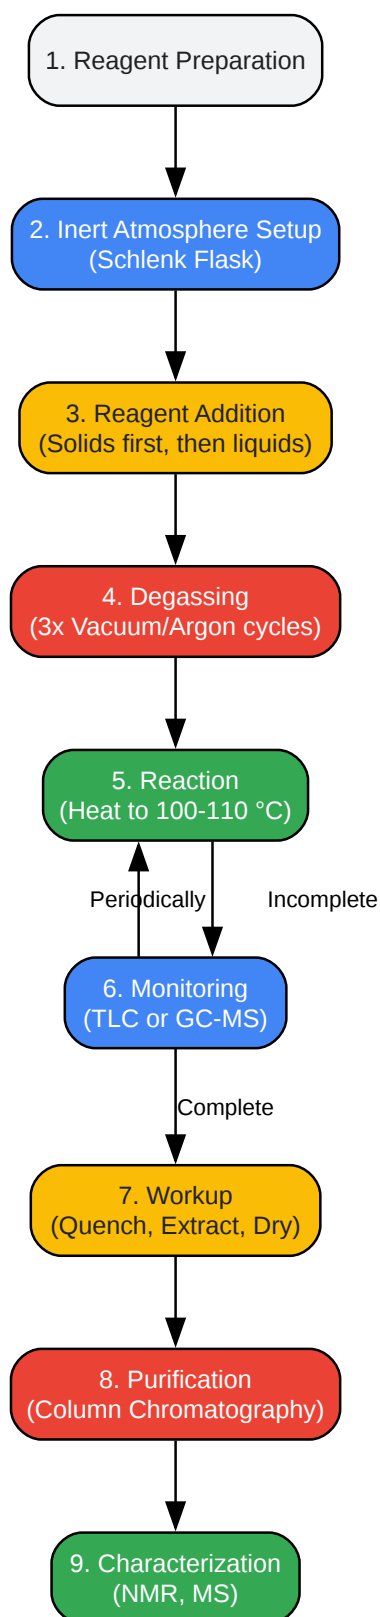 1. Reagent Preparation
2. Inert Atmosphere Setup
(Schlenk Flask)
3. Reagent Addition
(Solids first, then liquids)
4. Degassing
(3x Vacuum/Argon cycles)
5. Reaction
(Heat to 100-110 °C)
Periodically
Incomplete
6. Monitoring
(TLC or GC-MS)
Complete
7. Workup
(Quench, Extract, Dry)
8. Purification
(Column Chromatography)
9. Characterization
(NMR, MS)